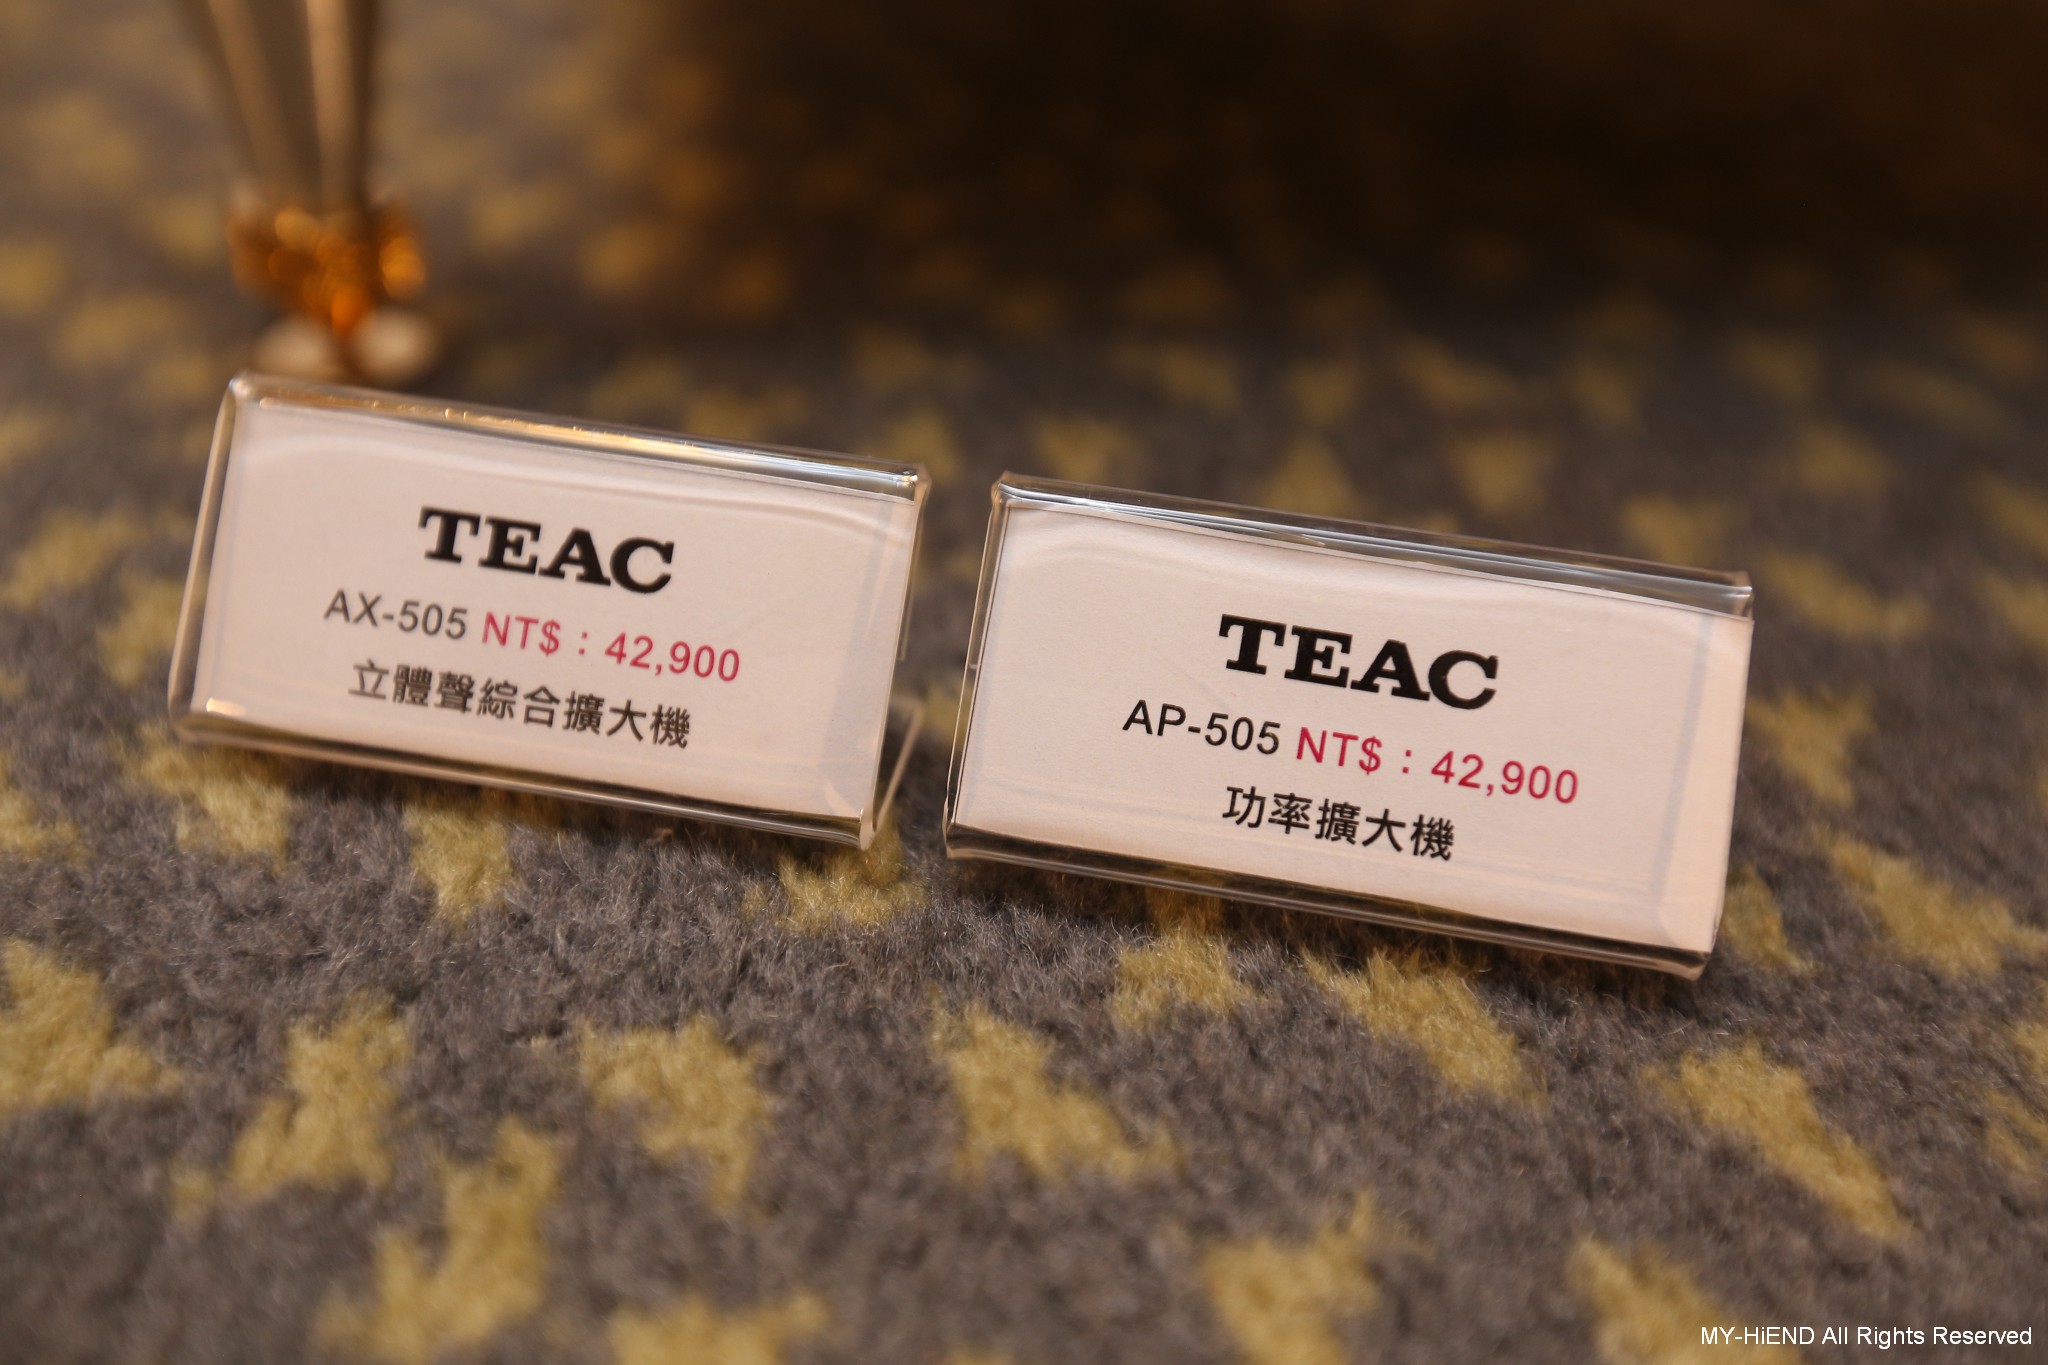 TEAC
AX-505 NT$：42,900
立體聲綜合擴大機
TEAC
AP-505 NT$：42,900
功率擴大機
MY-HiEND All Rights Reserved